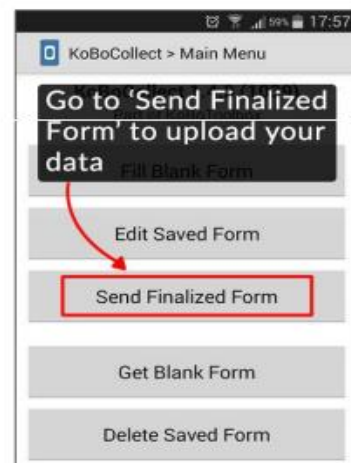 59% 17:57
KoBoCollect > Main Menu
Go to ‘Send Finalized
Form’ to upload your
data
Fill Blank Form
Edit Saved Form
Send Finalized Form
Get Blank Form
Delete Saved Form